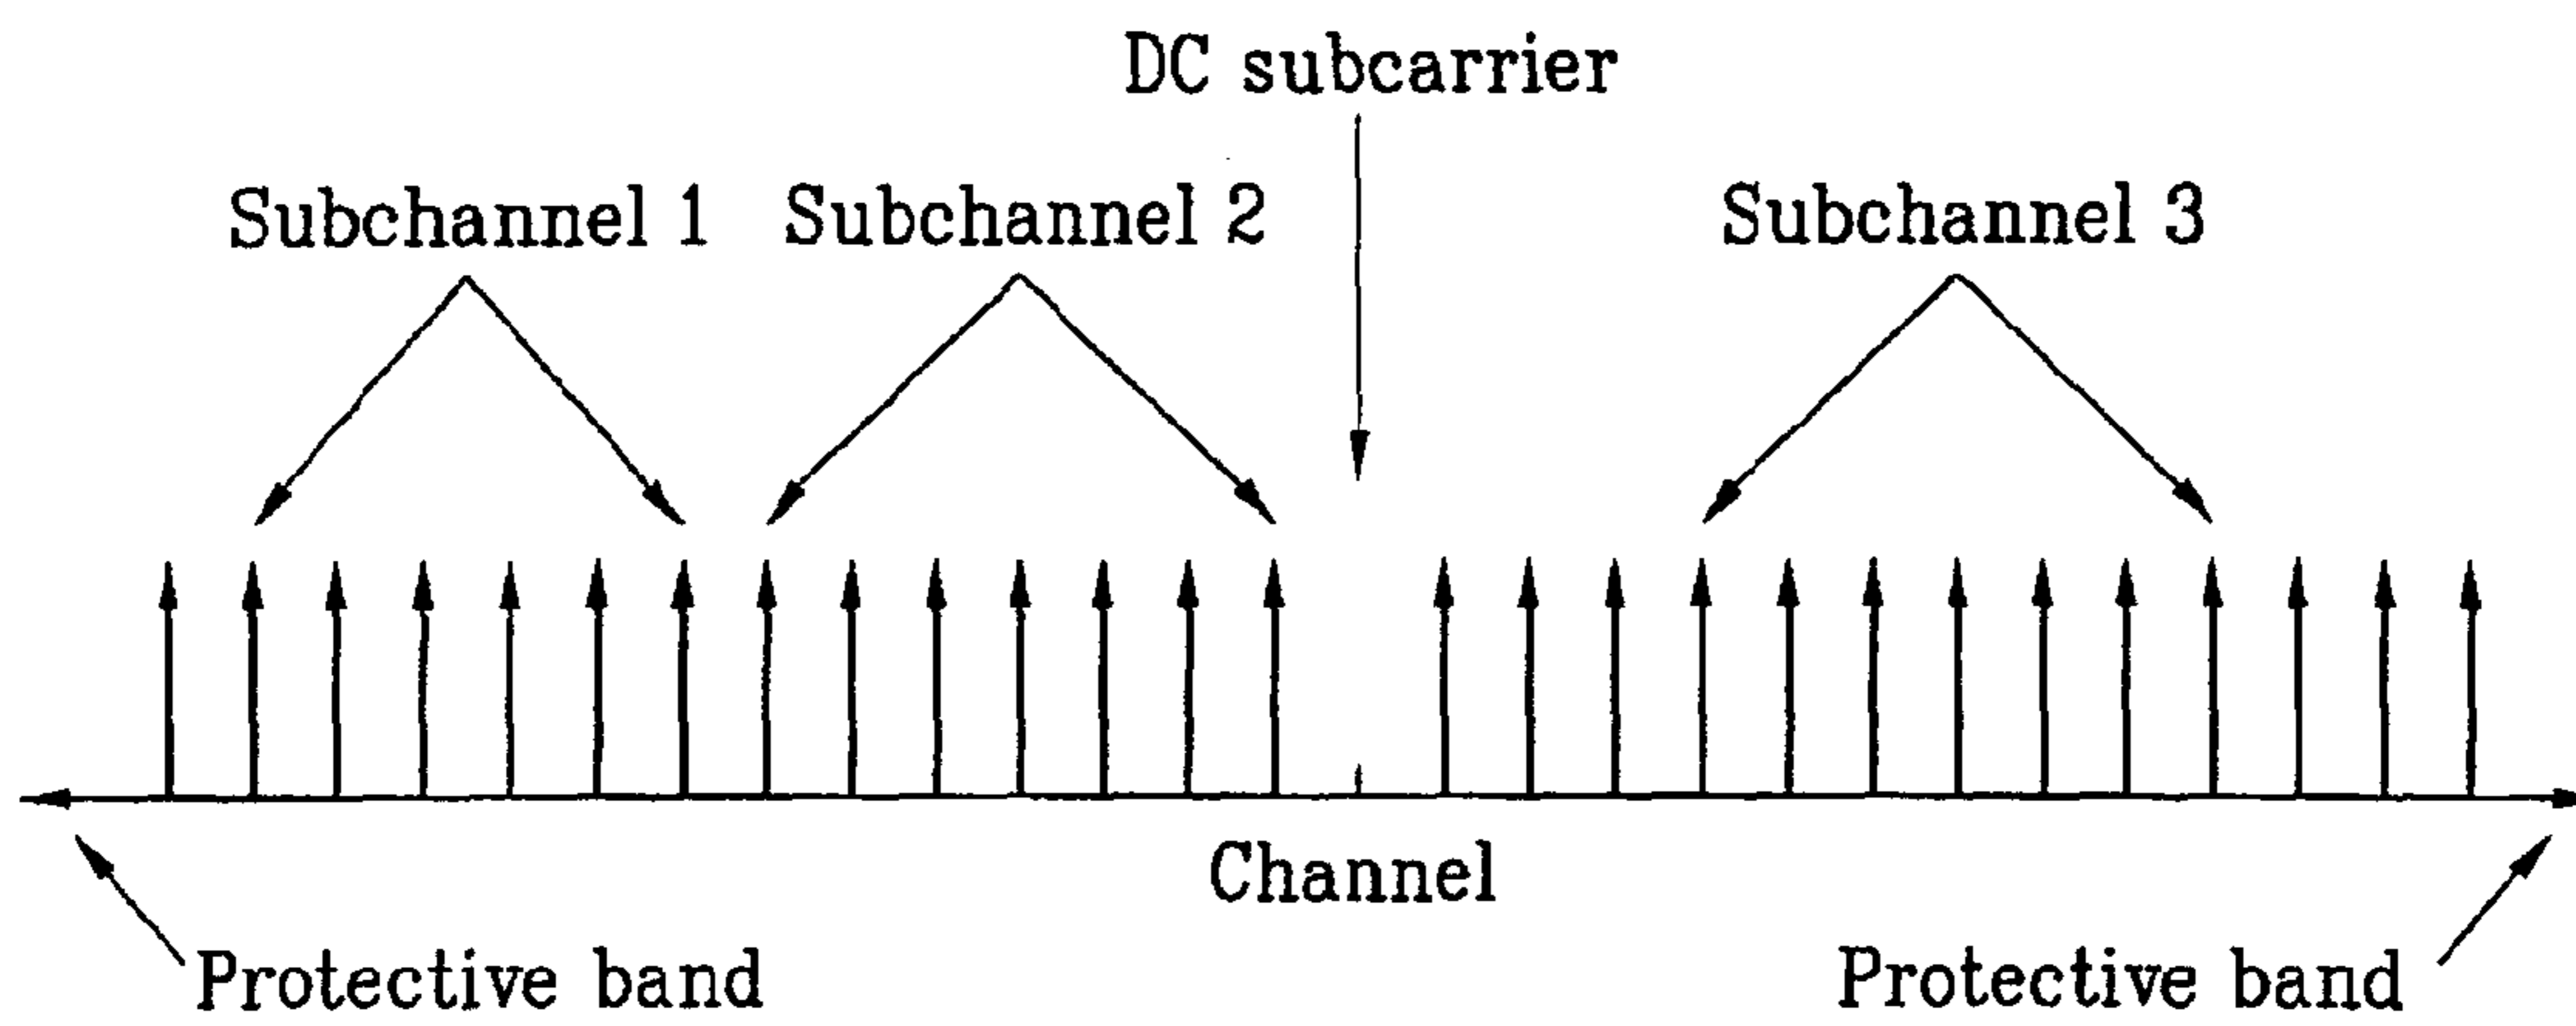 DC subcarrier
Subchannel 1 Subchannel 2 Subchannel 3
Channel
Protective band Protective band